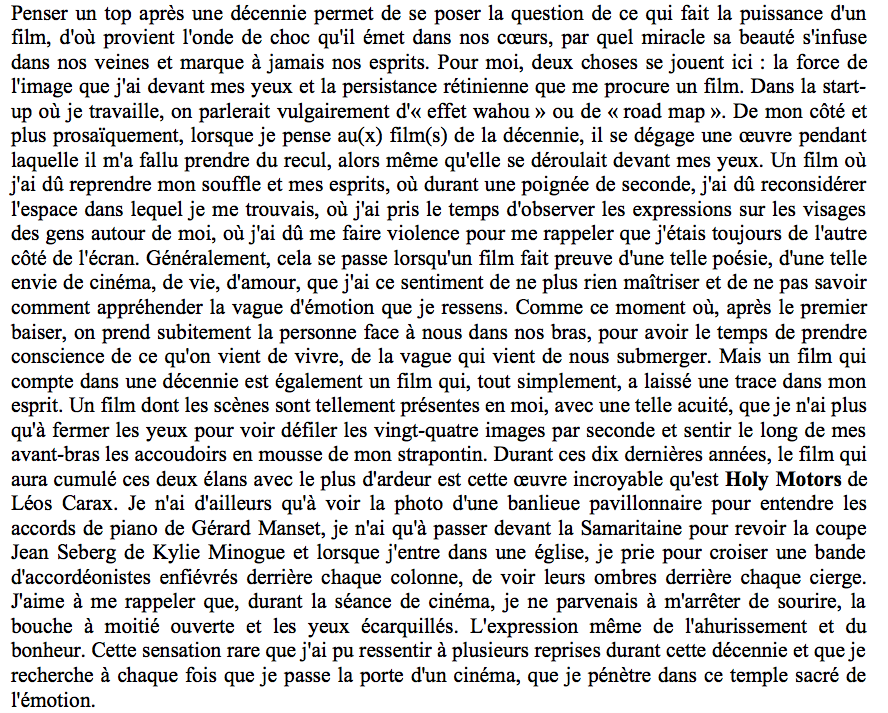 Penser un top après une décennie permet de se poser la question de ce qui fait la puissance d'un
film, d'où provient l'onde de choc qu'il émet dans nos cœurs, par quel miracle sa beauté s'infuse
dans nos veines et marque à jamais nos esprits. Pour moi, deux choses se jouent ici : la force de
l'image que j'ai devant mes yeux et la persistance rétinienne que me procure un film. Dans la start-
up où je travaille, on parlerait vulgairement d'« effet wahou » ou de « road map ». De mon côté et
plus prosaïquement, lorsque je pense au(x) film(s) de la décennie, il se dégage une œuvre pendant
laquelle il m'a fallu prendre du recul, alors même qu'elle se déroulait devant mes yeux. Un film où
j'ai dû reprendre mon souffle et mes esprits, où durant une poignée de seconde, j'ai dû reconsidérer
l'espace dans lequel je me trouvais, où j'ai pris le temps d'observer les expressions sur les visages
des gens autour de moi, où j'ai dû me faire violence pour me rappeler que j'étais toujours de l'autre
côté de l'écran. Généralement, cela se passe lorsqu'un film fait preuve d'une telle poésie, d'une telle
envie de cinéma, de vie, d'amour, que j'ai ce sentiment de ne plus rien maîtriser et de ne pas savoir
comment appréhender la vague d'émotion que je ressens. Comme ce moment où, après le premier
baiser, on prend subitement la personne face à nous dans nos bras, pour avoir le temps de prendre
conscience de ce qu'on vient de vivre, de la vague qui vient de nous submerger. Mais un film qui
compte dans une décennie est également un film qui, tout simplement, a laissé une trace dans mon
esprit. Un film dont les scènes sont tellement présentes en moi, avec une telle acuité, que je n'ai plus
qu'à fermer les yeux pour voir défiler les vingt-quatre images par seconde et sentir le long de mes
avant-bras les accoudoirs en mousse de mon strapontin. Durant ces dix dernières années, le film qui
aura cumulé ces deux élans avec le plus d'ardeur est cette œuvre incroyable qu'est Holy Motors de
Léos Carax. Je n'ai d'ailleurs qu'à voir la photo d'une banlieue pavillonnaire pour entendre les
accords de piano de Gérard Manset, je n'ai qu'à passer devant la Samaritaine pour revoir la coupe
Jean Seberg de Kylie Minogue et lorsque j'entre dans une église, je prie pour croiser une bande
d'accordéonistes enfiévrés derrière chaque colonne, de voir leurs ombres derrière chaque cierge.
J'aime à me rappeler que, durant la séance de cinéma, je ne parvenais à m'arrêter de sourire, la
bouche à moitié ouverte et les yeux écarquillés. L'expression même de l'ahurissement et du
bonheur. Cette sensation rare que j'ai pu ressentir à plusieurs reprises durant cette décennie et que je
recherche à chaque fois que je passe la porte d'un cinéma, que je pénètre dans ce temple sacré de
l'émotion.